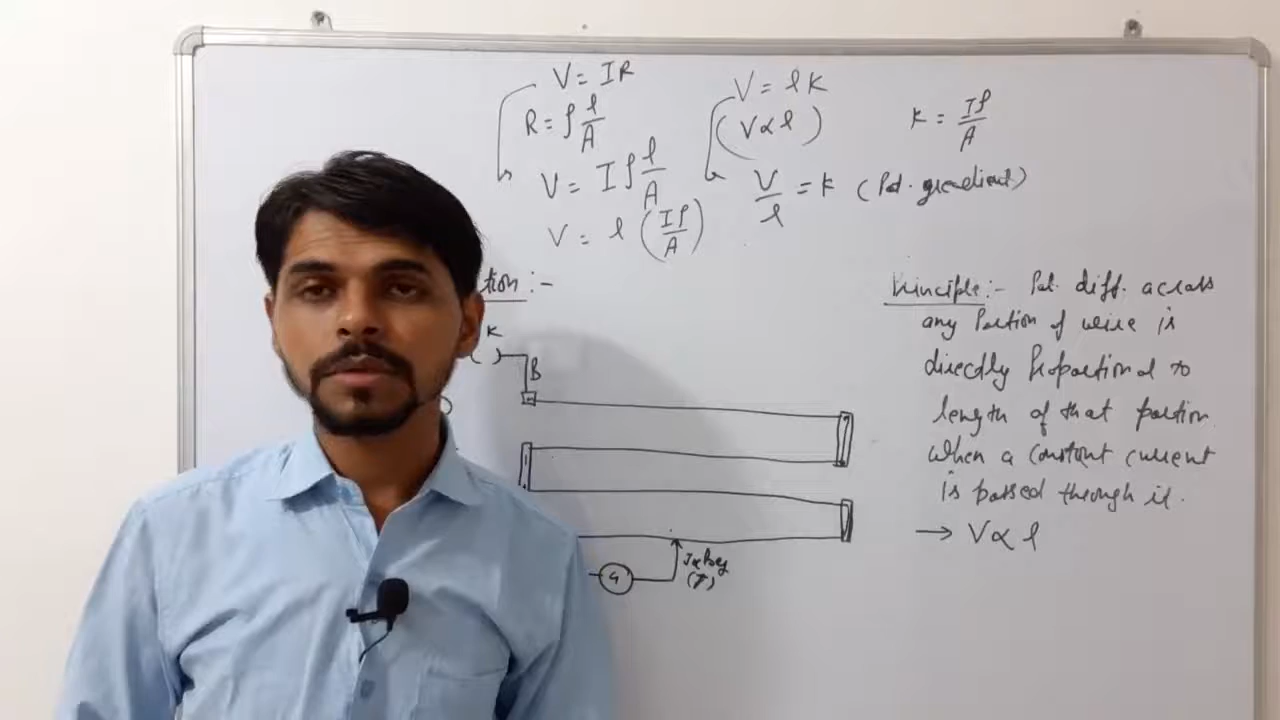 V = IR
R = ρ l/A
V = I ρ l/A
V = l (Iρ/A)
V = lK
(V ∝ l)
V/l = K (Pot. gradient)
K = Iρ/A
tion :-
K
( )
B
G
Jockey
(J)
Principle :- Pot. diff. across
any portion of wire is
directly proportional to
length of that portion
when a constant current
is passed through it.
→ V ∝ l